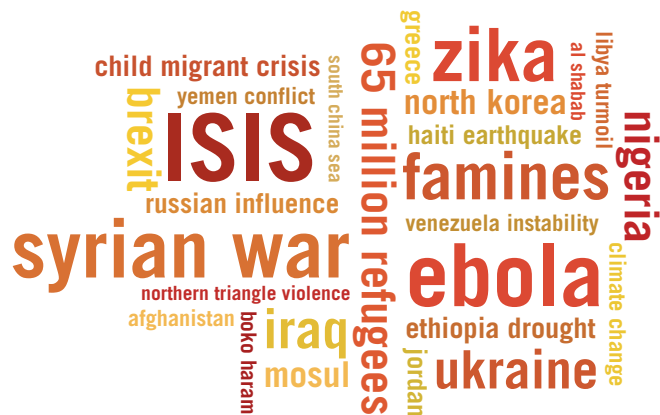 child migrant crisis
yemen conflict
brexit
ISIS
south china sea
russian influence
syrian war
northern triangle violence
afghanistan
boko haram
iraq
mosul
65 million refugees
greece
zika
al shabab
libya turmoil
north korea
haiti earthquake
nigeria
famines
venezuela instability
ebola
climate change
ethiopia drought
jordan
ukraine